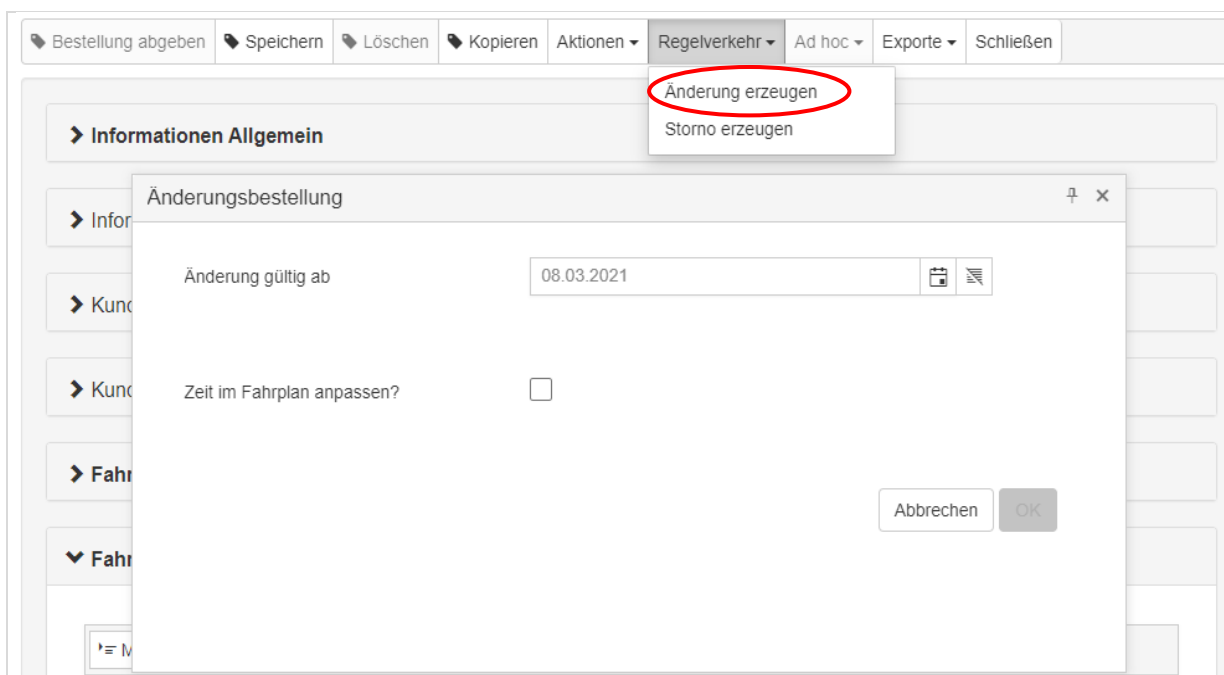 Bestellung abgeben Speichern Löschen Kopieren Aktionen Regelverkehr Ad hoc Exporte Schließen
Änderung erzeugen
Storno erzeugen
Informationen Allgemein
Änderungsbestellung
Infor
Änderung gültig ab 08.03.2021
Kund
Zeit im Fahrplan anpassen?
Kund
Fahr
Abbrechen OK
Fahr
M